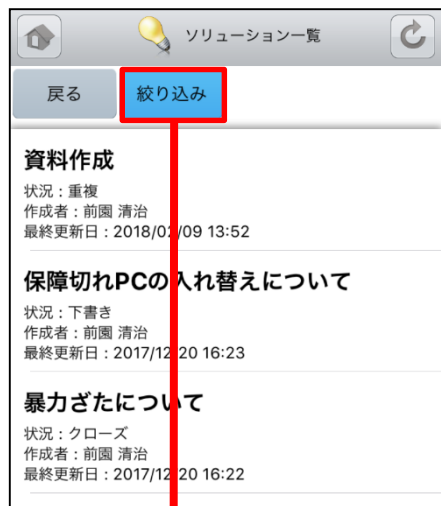 ソリューション一覧
戻る
絞り込み
資料作成
状況：重複
作成者：前園 清治
最終更新日：2018/02/09 13:52
保障切れPCの入れ替えについて
状況：下書き
作成者：前園 清治
最終更新日：2017/12/20 16:23
暴力ざたについて
状況：クローズ
作成者：前園 清治
最終更新日：2017/12/20 16:22